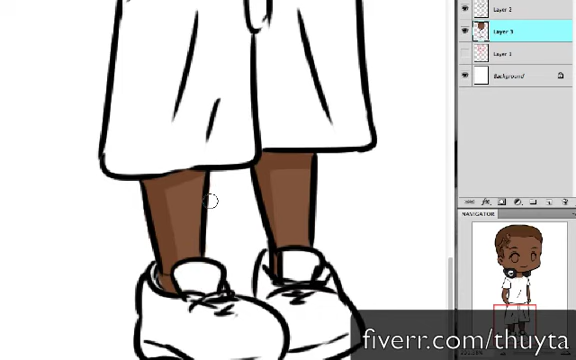 Layer 2
Layer 3
Layer 1
Background
NAVIGATOR
fiverr.com/thuyta